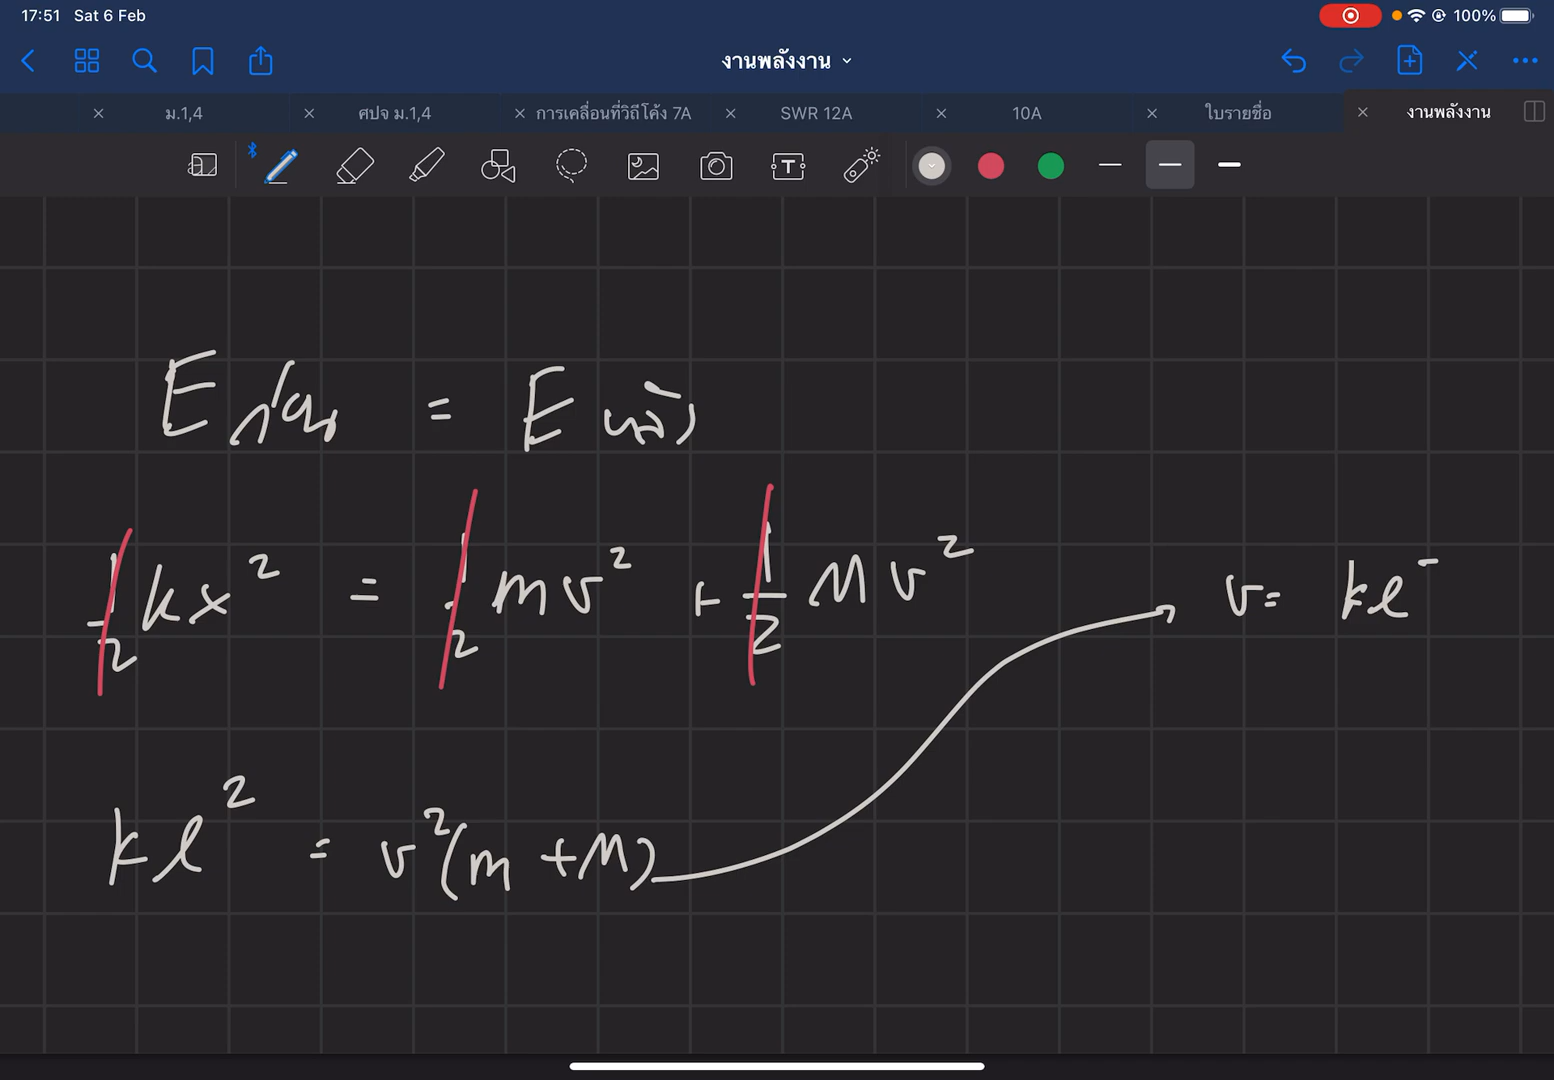 17:51 Sat 6 Feb 100%
งานพลังงาน
ม.1,4 ศปจ ม.1,4 การเคลื่อนที่วิถีโค้ง 7A SWR 12A 10A ใบรายชื่อ งานพลังงาน
T
E ก่อน = E หลัง
1/2 kx² = 1/2 mv² + 1/2 Mv²
v = kl⁻
kl² = v²(m + M)